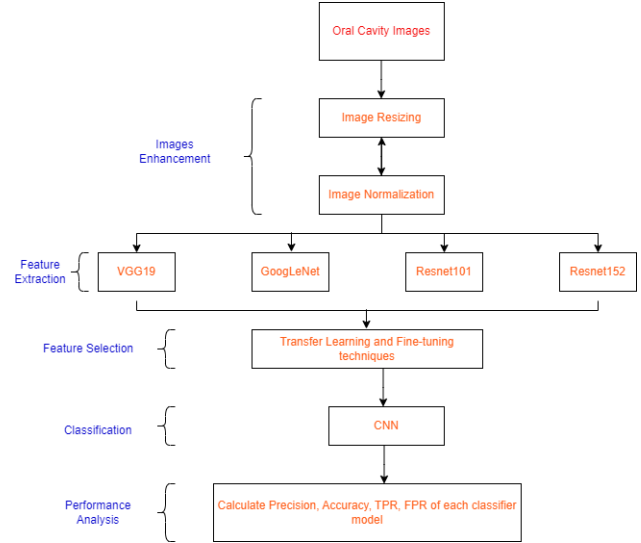 Oral Cavity Images
Images
Enhancement
Image Resizing
Image Normalization
Feature
Extraction
VGG19
GoogLeNet
Resnet101
Resnet152
Feature Selection
Transfer Learning and Fine-tuning
techniques
Classification
CNN
Performance
Analysis
Calculate Precision, Accuracy, TPR, FPR of each classifier
model